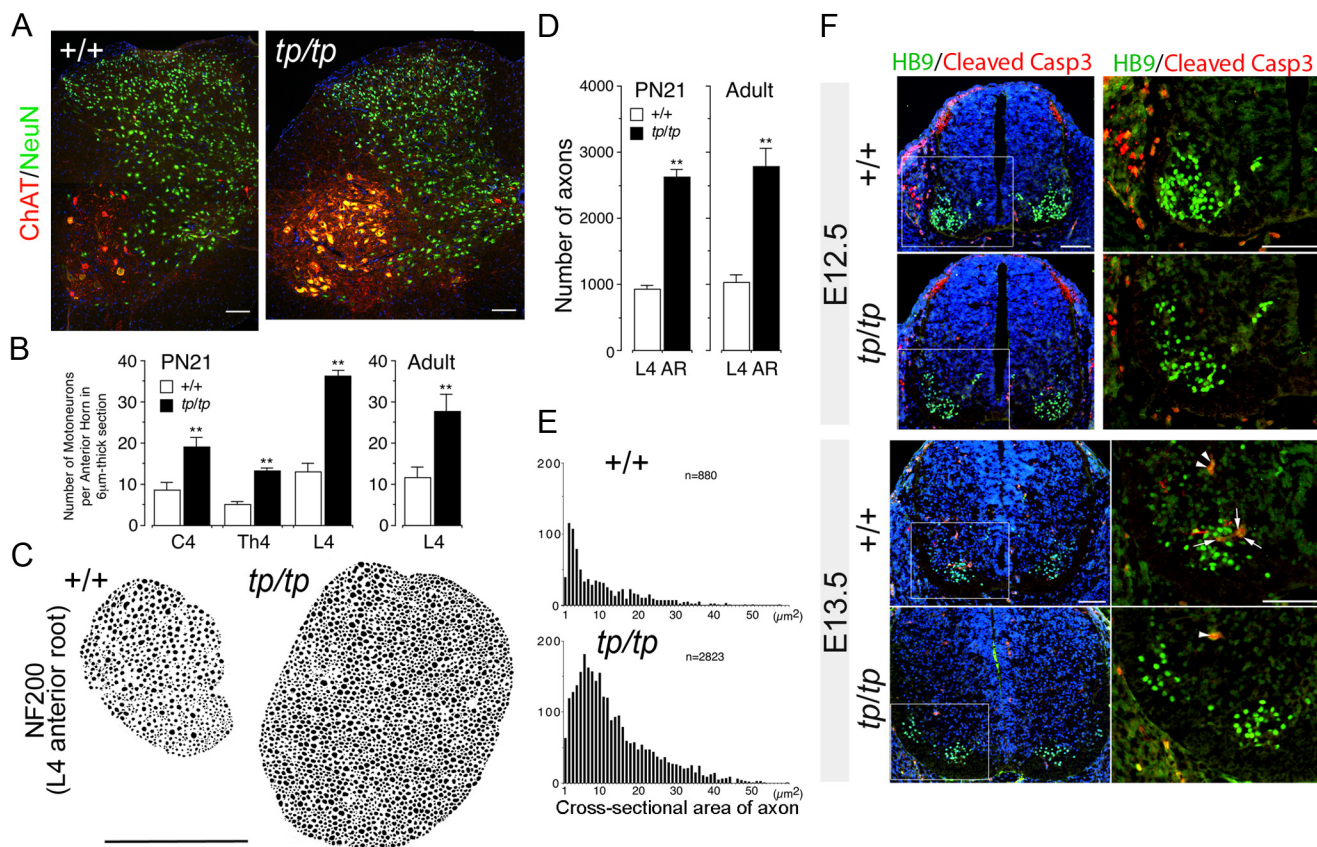 A
+/+
tp/tp
ChAT/NeuN
B
PN21
+/+
tp/tp
Adult
Number of Motoneurons
per Anterior Horn in
6µm-thick section
40
30
20
10
0
**
**
**
C4
Th4
L4
40
30
20
10
0
**
L4
C
+/+
tp/tp
NF200
(L4 anterior root)
D
PN21
+/+
tp/tp
Adult
Number of axons
4000
3000
2000
1000
0
**
**
L4 AR
L4 AR
E
+/+
n=880
200
100
0
1
10
20
30
40
50
(µm²)
tp/tp
n=2823
200
100
0
1
10
20
30
40
50
(µm²)
Cross-sectional area of axon
F
HB9/Cleaved Casp3
HB9/Cleaved Casp3
E12.5
+/+
tp/tp
E13.5
+/+
tp/tp